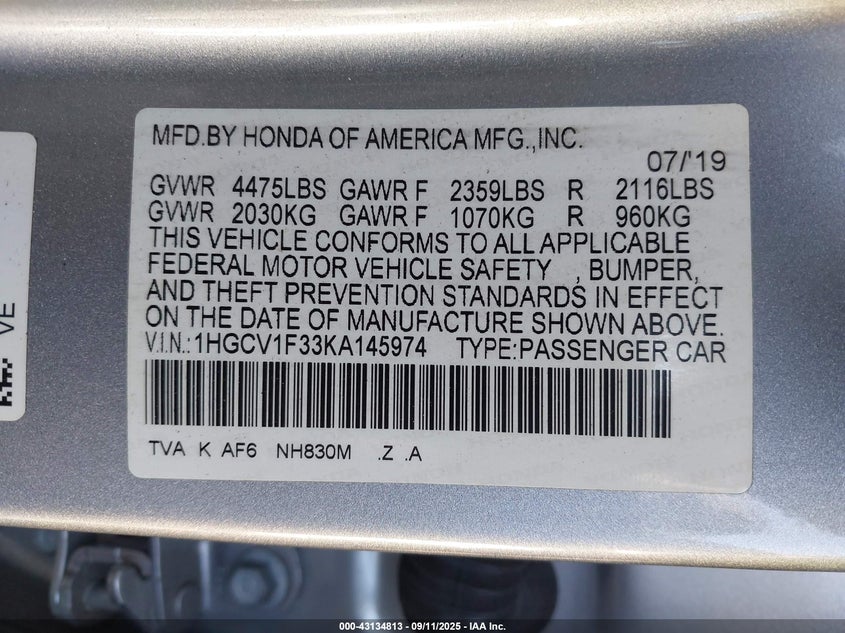 MFD.BY HONDA OF AMERICA MFG.,INC.
07/'19
GVWR 4475LBS GAWR F 2359LBS R 2116LBS
GVWR 2030KG GAWR F 1070KG R 960KG
THIS VEHICLE CONFORMS TO ALL APPLICABLE
FEDERAL MOTOR VEHICLE SAFETY , BUMPER,
AND THEFT PREVENTION STANDARDS IN EFFECT
ON THE DATE OF MANUFACTURE SHOWN ABOVE.
V.I.N.:1HGCV1F33KA145974 TYPE:PASSENGER CAR
TVA K AF6 NH830M .Z .A
VE
000-43134813 - 09/11/2025 - IAA Inc.